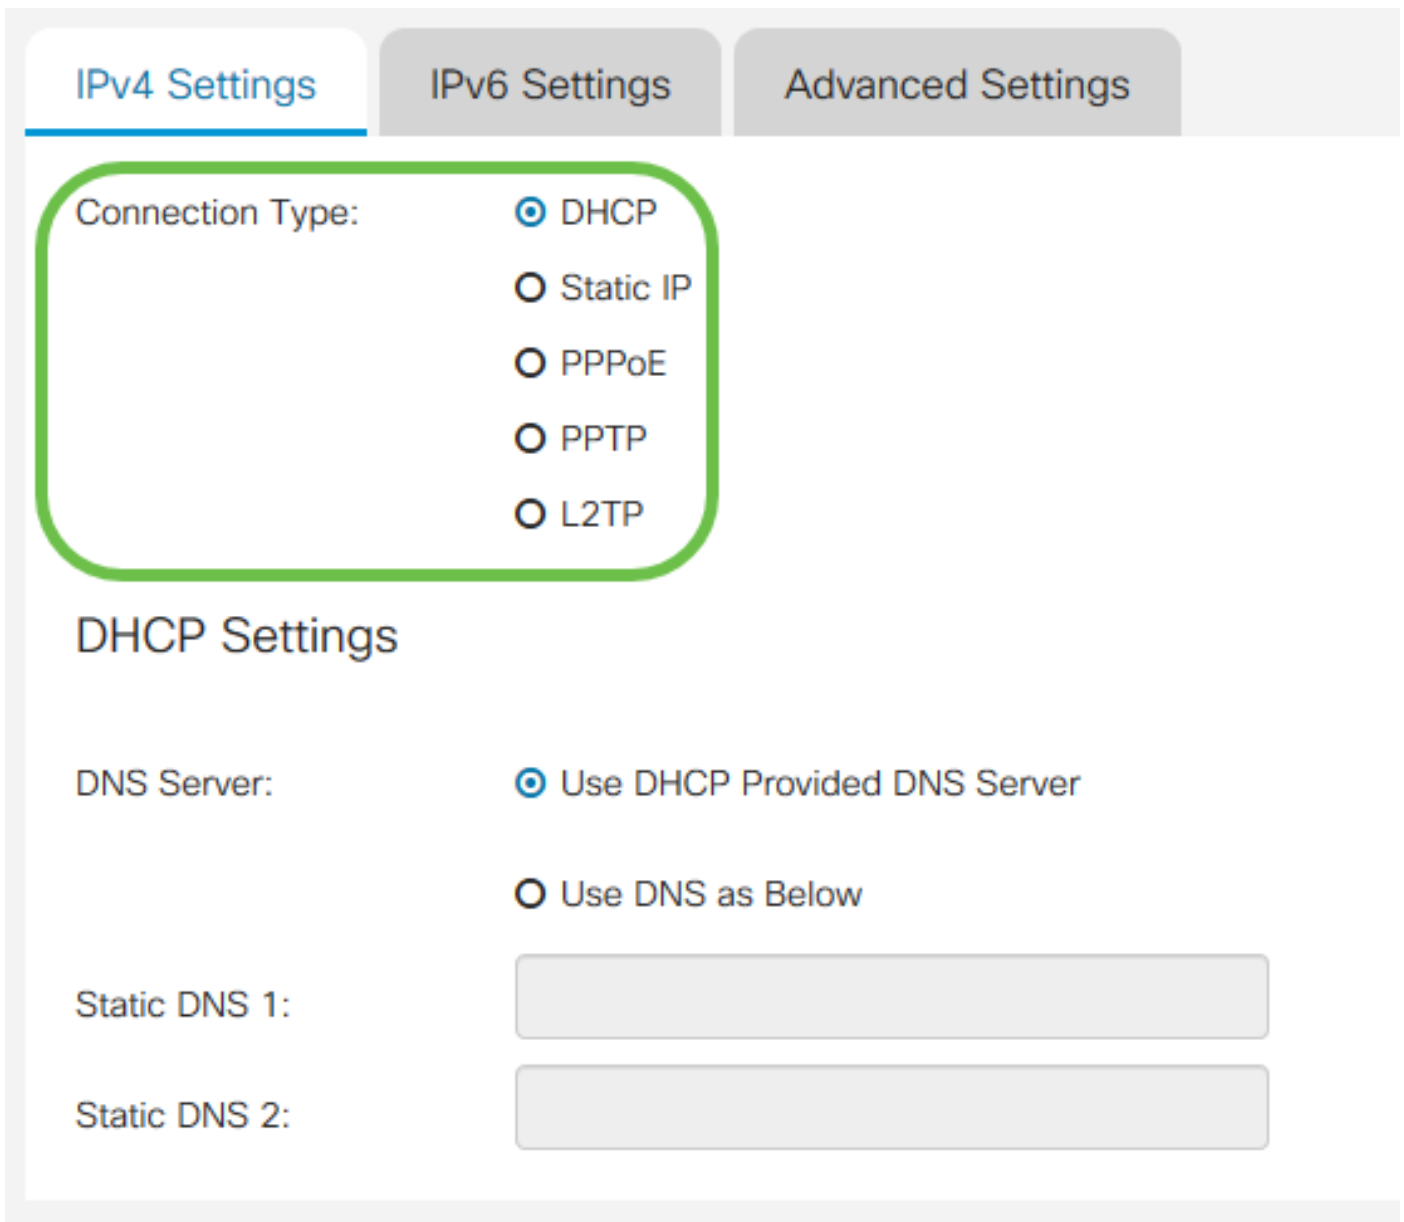 IPv4 Settings IPv6 Settings Advanced Settings
Connection Type: DHCP
Static IP
PPPoE
PPTP
L2TP
DHCP Settings
DNS Server: Use DHCP Provided DNS Server
Use DNS as Below
Static DNS 1:
Static DNS 2: